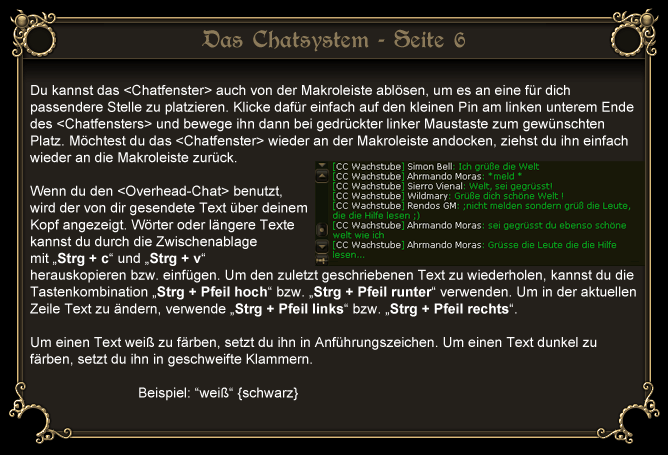 Das Chatsystem - Seite 6
Du kannst das <Chatfenster> auch von der Makroleiste ablösen, um es an eine für dich
passendere Stelle zu platzieren. Klicke dafür einfach auf den kleinen Pin am linken unterem Ende
des <Chatfensters> und bewege ihn dann bei gedrückter linker Maustaste zum gewünschten
Platz. Möchtest du das <Chatfenster> wieder an der Makroleiste andocken, ziehst du ihn einfach
wieder an die Makroleiste zurück.
[CC Wachstube] Simon Bell: Ich grüße die Welt
[CC Wachstube] Ahrmando Moras: *meld *
[CC Wachstube] Sierro Vienal: Welt, sei gegrüsst!
[CC Wachstube] Wildmary: Grüße dich schöne Welt !
[CC Wachstube] Rendos GM: ;nicht melden sondern grüß die Leute,
die die Hilfe lesen ;)
[CC Wachstube] Ahrmando Moras: sei gegrüsst du ebenso schöne
welt wie ich
[CC Wachstube] Ahrmando Moras: Grüsse die Leute die die Hilfe
lesen...
Wenn du den <Overhead-Chat> benutzt,
wird der von dir gesendete Text über deinem
Kopf angezeigt. Wörter oder längere Texte
kannst du durch die Zwischenablage
mit „Strg + c“ und „Strg + v“
herauskopieren bzw. einfügen. Um den zuletzt geschriebenen Text zu wiederholen, kannst du die
Tastenkombination „Strg + Pfeil hoch“ bzw. „Strg + Pfeil runter“ verwenden. Um in der aktuellen
Zeile Text zu ändern, verwende „Strg + Pfeil links“ bzw. „Strg + Pfeil rechts“.
Um einen Text weiß zu färben, setzt du ihn in Anführungszeichen. Um einen Text dunkel zu
färben, setzt du ihn in geschweifte Klammern.
Beispiel: “weiß“ {schwarz}